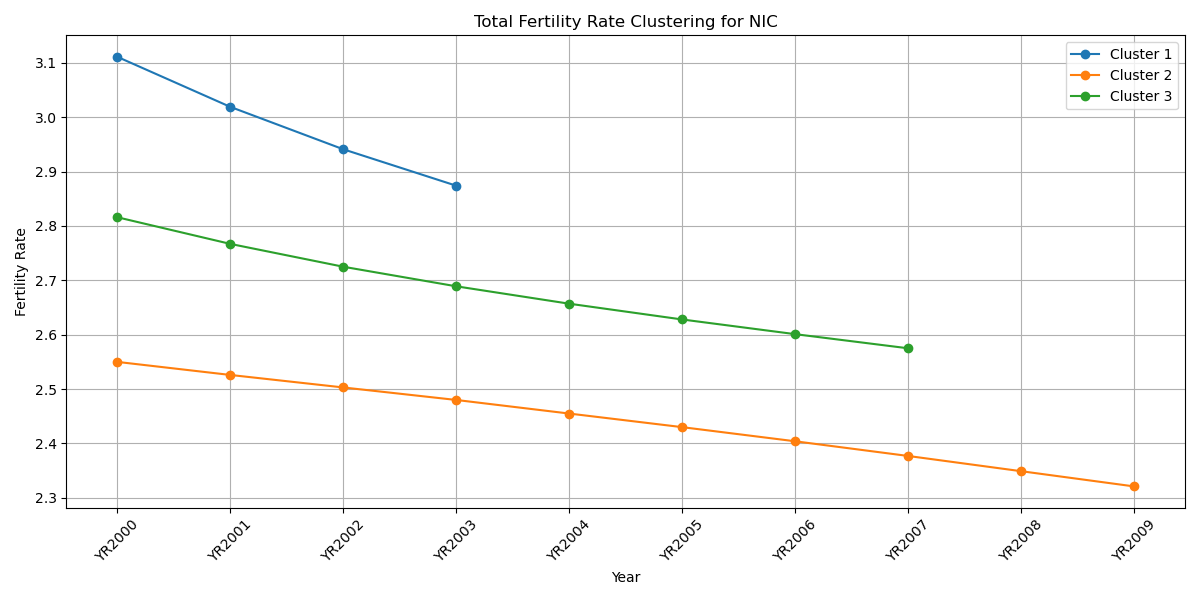 Total Fertility Rate Clustering for NIC
Cluster 1
Cluster 2
Cluster 3
Fertility Rate
3.1
3.0
2.9
2.8
2.7
2.6
2.5
2.4
2.3
YR2000
YR2001
YR2002
YR2003
YR2004
YR2005
YR2006
YR2007
YR2008
YR2009
Year